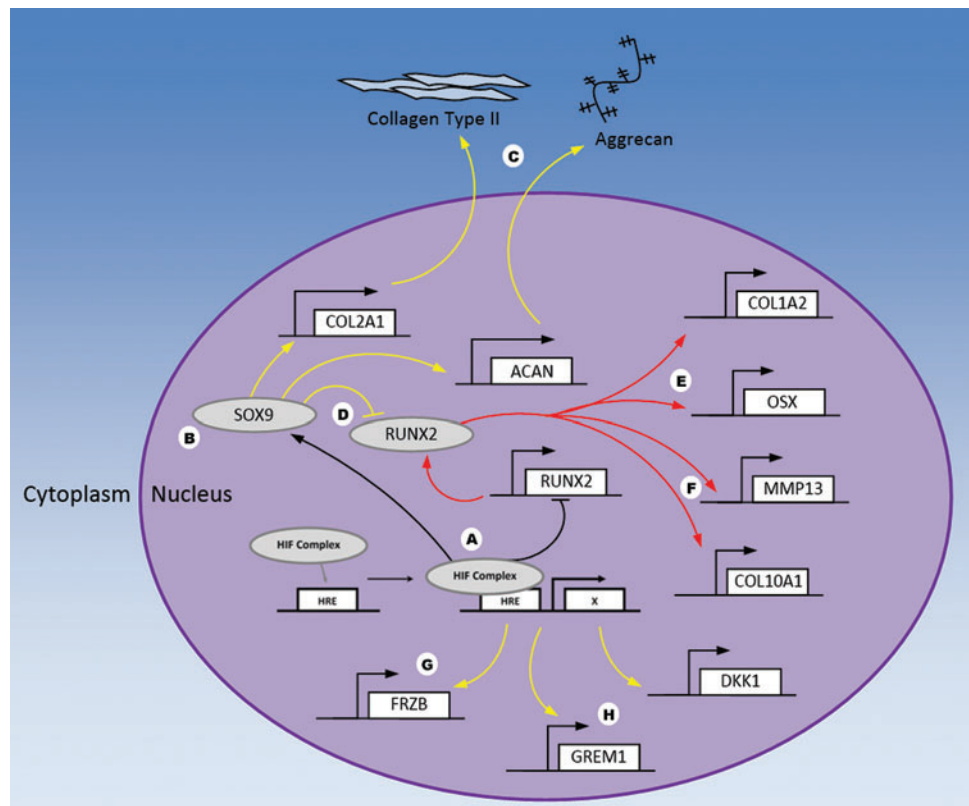 Collagen Type II
Aggrecan
C
COL2A1
COL1A2
ACAN
E
OSX
SOX9
B
D
RUNX2
RUNX2
F
MMP13
Cytoplasm
Nucleus
A
HIF Complex
HIF Complex
COL10A1
HRE
HRE
X
G
DKK1
FRZB
H
GREM1